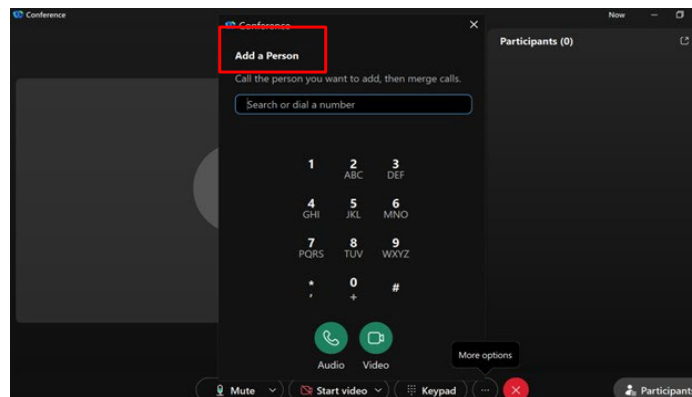 Conference
Now
Conference
Participants (0)
Add a Person
Call the person you want to add, then merge calls.
Search or dial a number
1 2 3
ABC DEF
4 5 6
GHI JKL MNO
7 8 9
PQRS TUV WXYZ
* 0 #
, +
Audio Video
More options
Mute Start video Keypad ... Participants